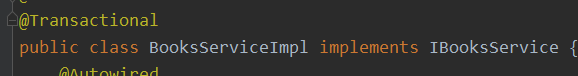 @Transactional
public class BooksServiceImpl implements IBooksService {
@Autowired